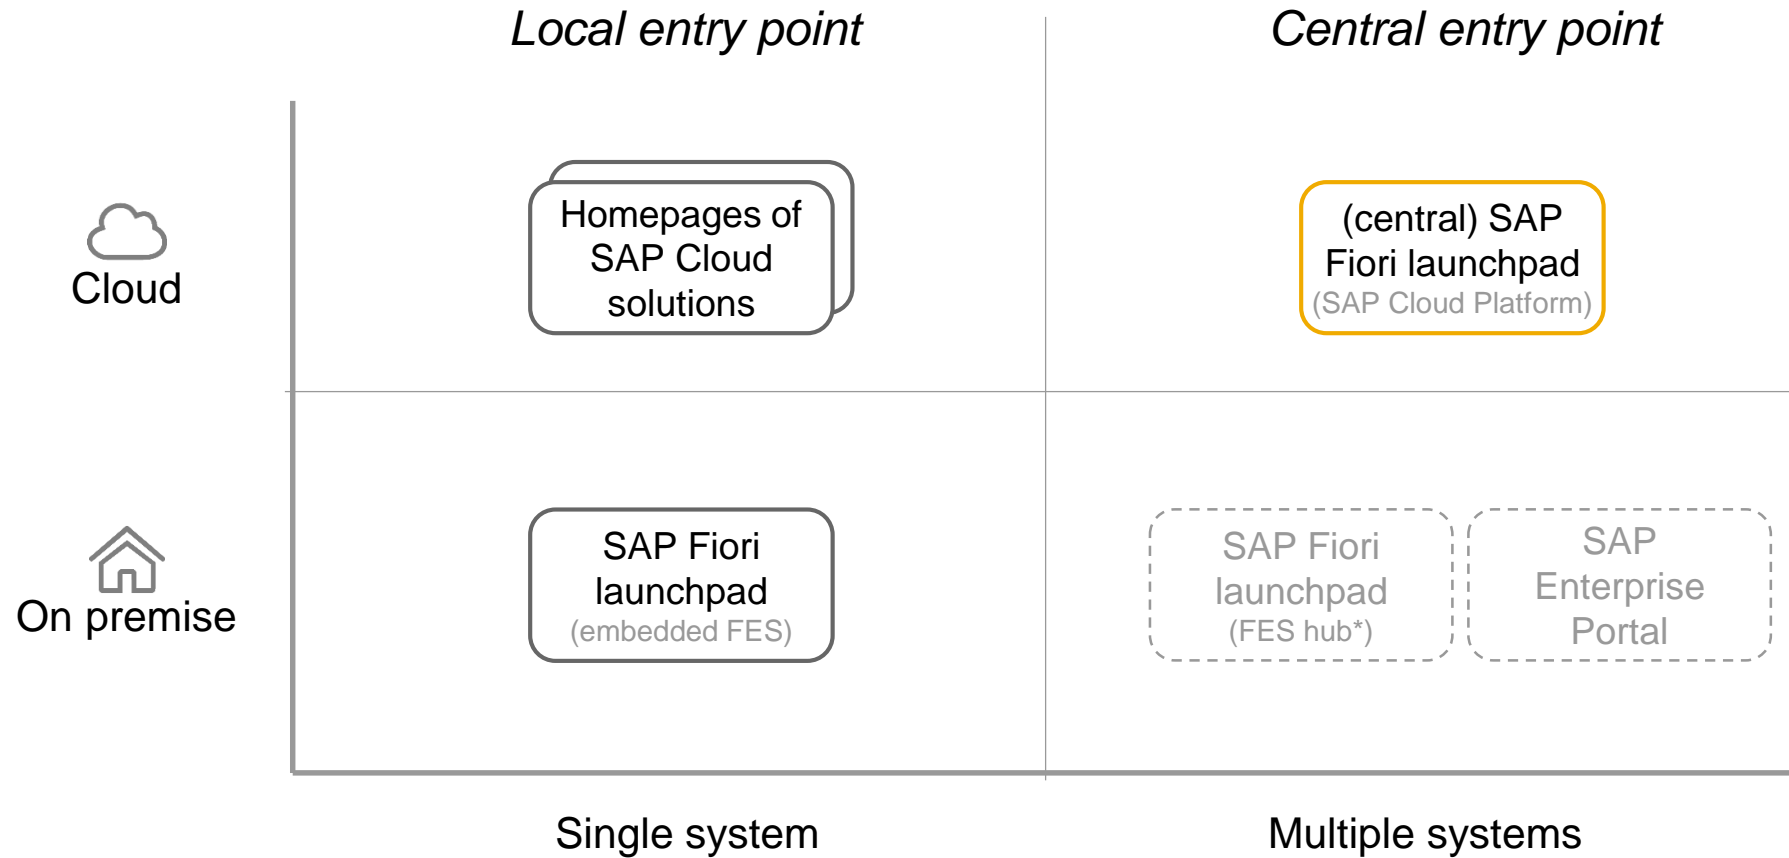 Local entry point
Central entry point
Cloud
Homepages of
SAP Cloud
solutions
(central) SAP
Fiori launchpad
(SAP Cloud Platform)
On premise
SAP Fiori
launchpad
(embedded FES)
SAP Fiori
launchpad
(FES hub*)
SAP
Enterprise
Portal
Single system
Multiple systems